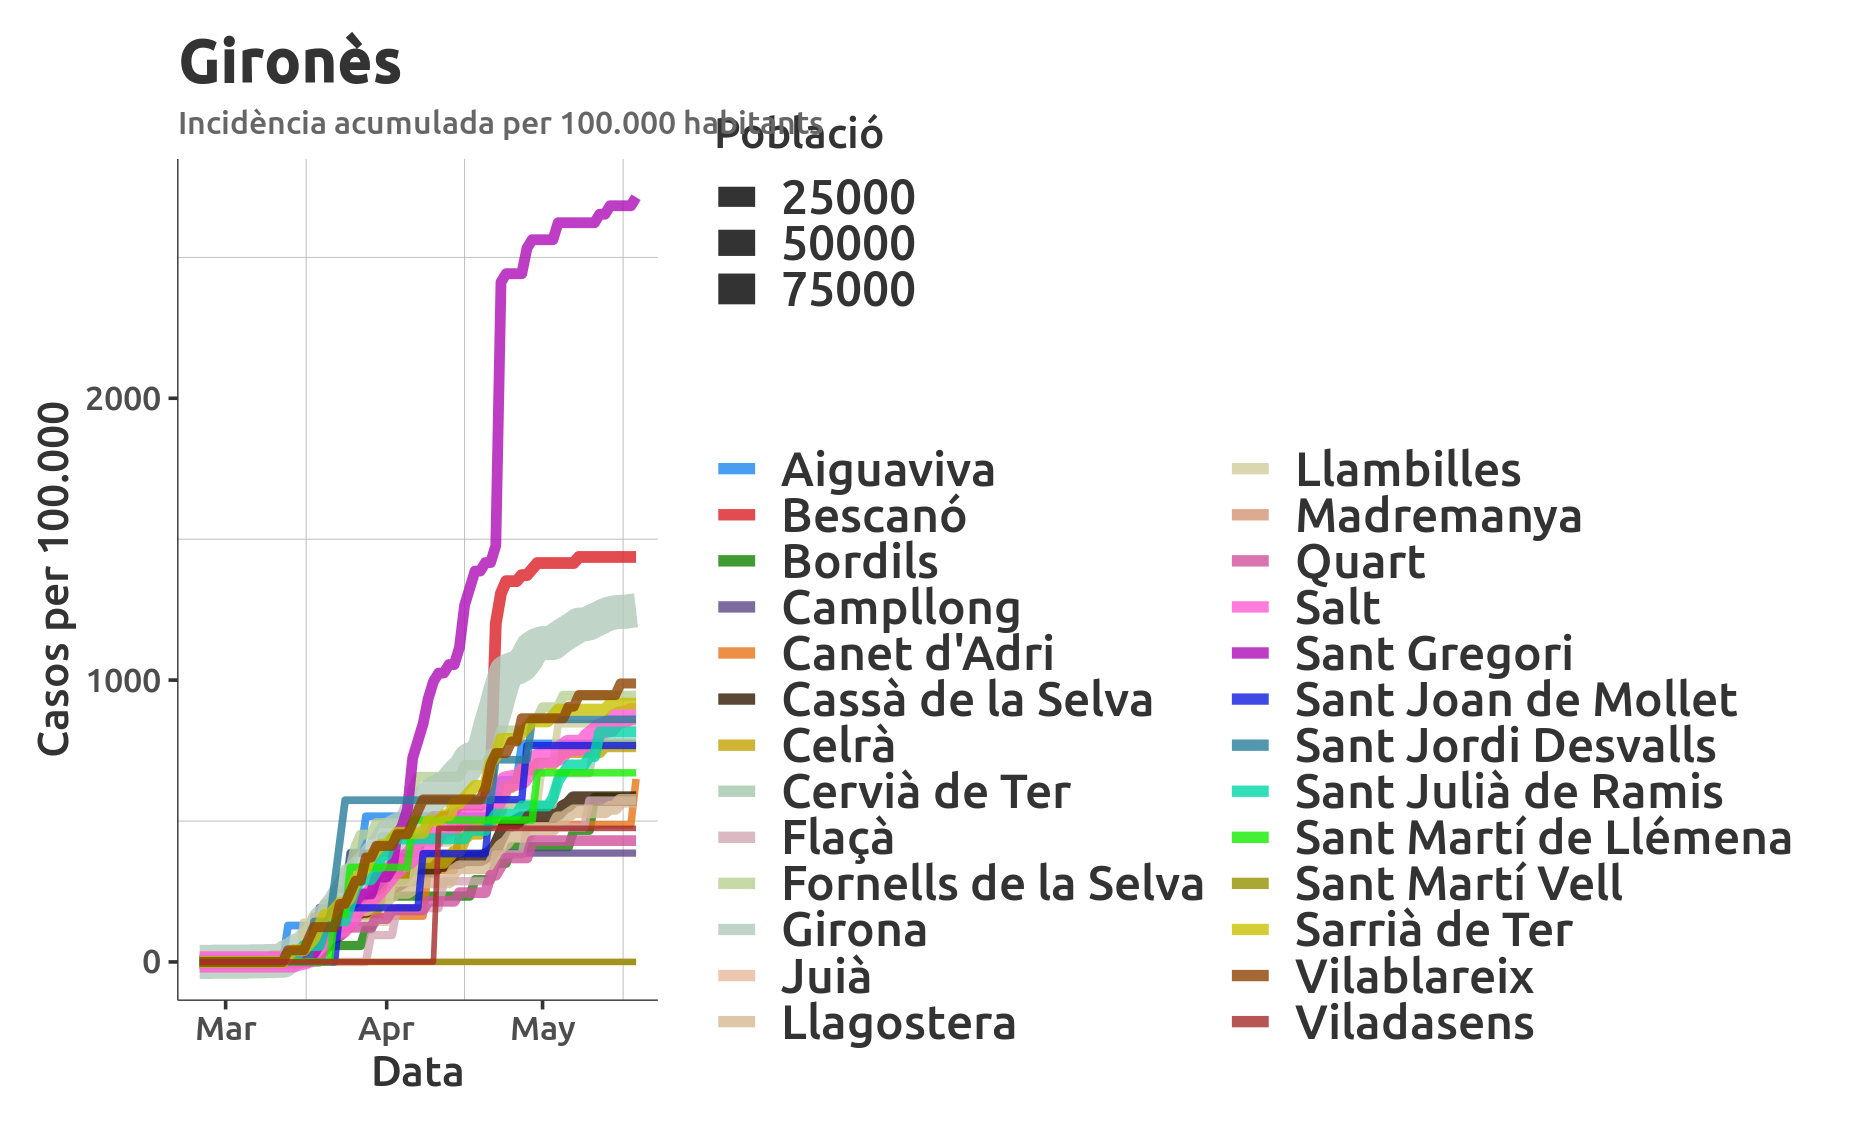 Gironès
Incidència acumulada per 100.000 habitants
Població
25000
50000
75000
Casos per 100.000
2000
1000
0
Mar Apr May
Data
Aiguaviva
Bescanó
Bordils
Campllong
Canet d'Adri
Cassà de la Selva
Celrà
Cervià de Ter
Flaçà
Fornells de la Selva
Girona
Juià
Llagostera
Llambilles
Madremanya
Quart
Salt
Sant Gregori
Sant Joan de Mollet
Sant Jordi Desvalls
Sant Julià de Ramis
Sant Martí de Llémena
Sant Martí Vell
Sarrià de Ter
Vilablareix
Viladasens